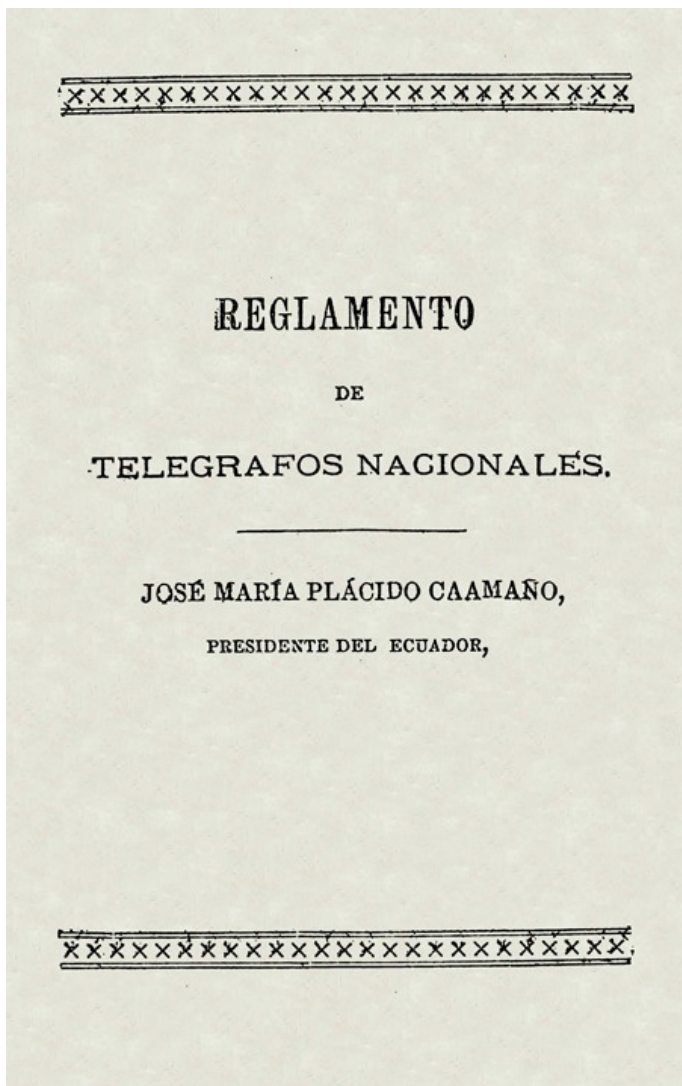 REGLAMENTO
DE
TELEGRAFOS NACIONALES.
JOSÉ MARÍA PLÁCIDO CAAMAÑO,
PRESIDENTE DEL ECUADOR,